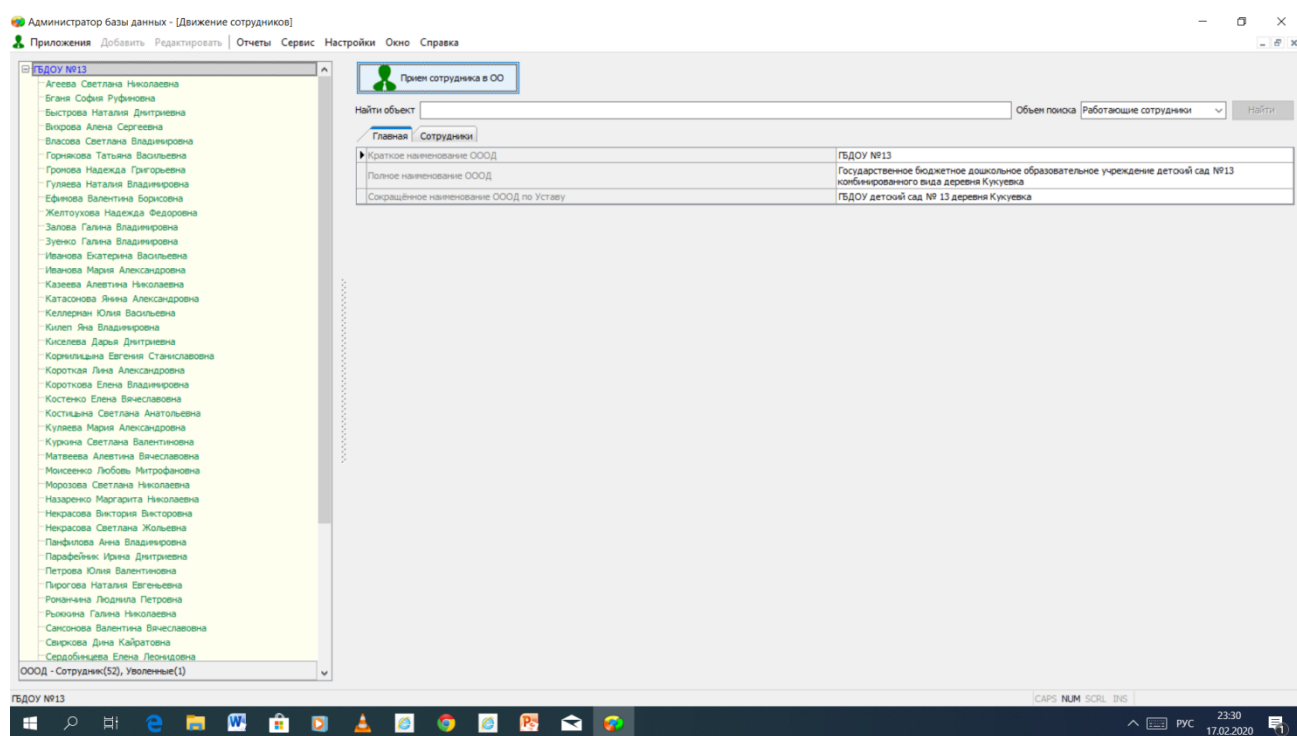 Администратор базы данных - [Движение сотрудников]
Приложения Добавить Редактировать Отчеты Сервис Настройки Окно Справка
ГБДОУ №13
Агеева Светлана Николаевна
Бганя София Руфиновна
Быстрова Наталия Дмитриевна
Вихрова Алена Сергеевна
Власова Светлана Владимировна
Горнякова Татьяна Васильевна
Громова Надежда Григорьевна
Гуляева Наталия Владимировна
Ефимова Валентина Борисовна
Желтоухова Надежда Федоровна
Залова Галина Владимировна
Зуенко Галина Владимировна
Иванова Екатерина Васильевна
Иванова Мария Александровна
Казеева Алевтина Николаевна
Катасонова Янина Александровна
Келлерман Юлия Васильевна
Килеп Яна Владимировна
Киселева Дарья Дмитриевна
Кормилицына Евгения Станиславовна
Короткая Лина Александровна
Короткова Елена Владимировна
Костенко Елена Вячеславовна
Костицына Светлана Анатольевна
Куляева Мария Александровна
Куркина Светлана Валентиновна
Матвеева Алевтина Вячеславовна
Моисеенко Любовь Митрофановна
Морозова Светлана Николаевна
Назаренко Маргарита Николаевна
Некрасова Виктория Викторовна
Некрасова Светлана Жольевна
Панфилова Анна Владимировна
Парафейник Ирина Дмитриевна
Петрова Юлия Валентиновна
Пирогова Наталия Евгеньевна
Романчина Людмила Петровна
Рыжкина Галина Николаевна
Самсонова Валентина Вячеславовна
Свиркова Дина Кайратовна
Сердобинцева Елена Леонидовна
ОООД - Сотрудник(52), Уволенные(1)
Прием сотрудника в ОО
Найти объект Объем поиска Работающие сотрудники Найти
Главная Сотрудники
Краткое наименование ОООД ГБДОУ №13
Полное наименование ОООД Государственное бюджетное дошкольное образовательное учреждение детский сад №13
комбинированного вида деревня Кукуевка
Сокращённое наименование ОООД по Уставу ГБДОУ детский сад № 13 деревня Кукуевка
ГБДОУ №13 CAPS NUM SCRL INS
РУС 23:30
17.02.2020